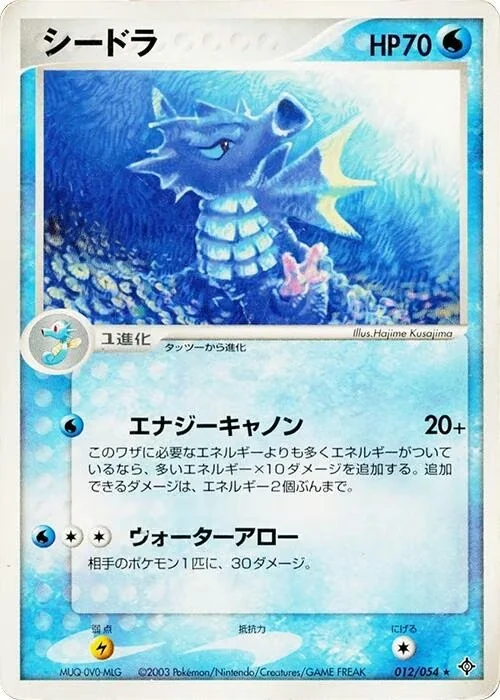 シードラ
HP70
Illus.Hajime Kusajima
1進化
タッツーから進化
エナジーキャノン 20+
このワザに必要なエネルギーよりも多くエネルギーがついて
いるなら、多いエネルギー×10ダメージを追加する。追加
できるダメージは、エネルギー2個ぶんまで。
ウォーターアロー
相手のポケモン1匹に、30ダメージ。
弱点 抵抗力 にげる
MUQ-0V0-MLG ©2003 Pokémon/Nintendo/Creatures/GAME FREAK 012/054 ★